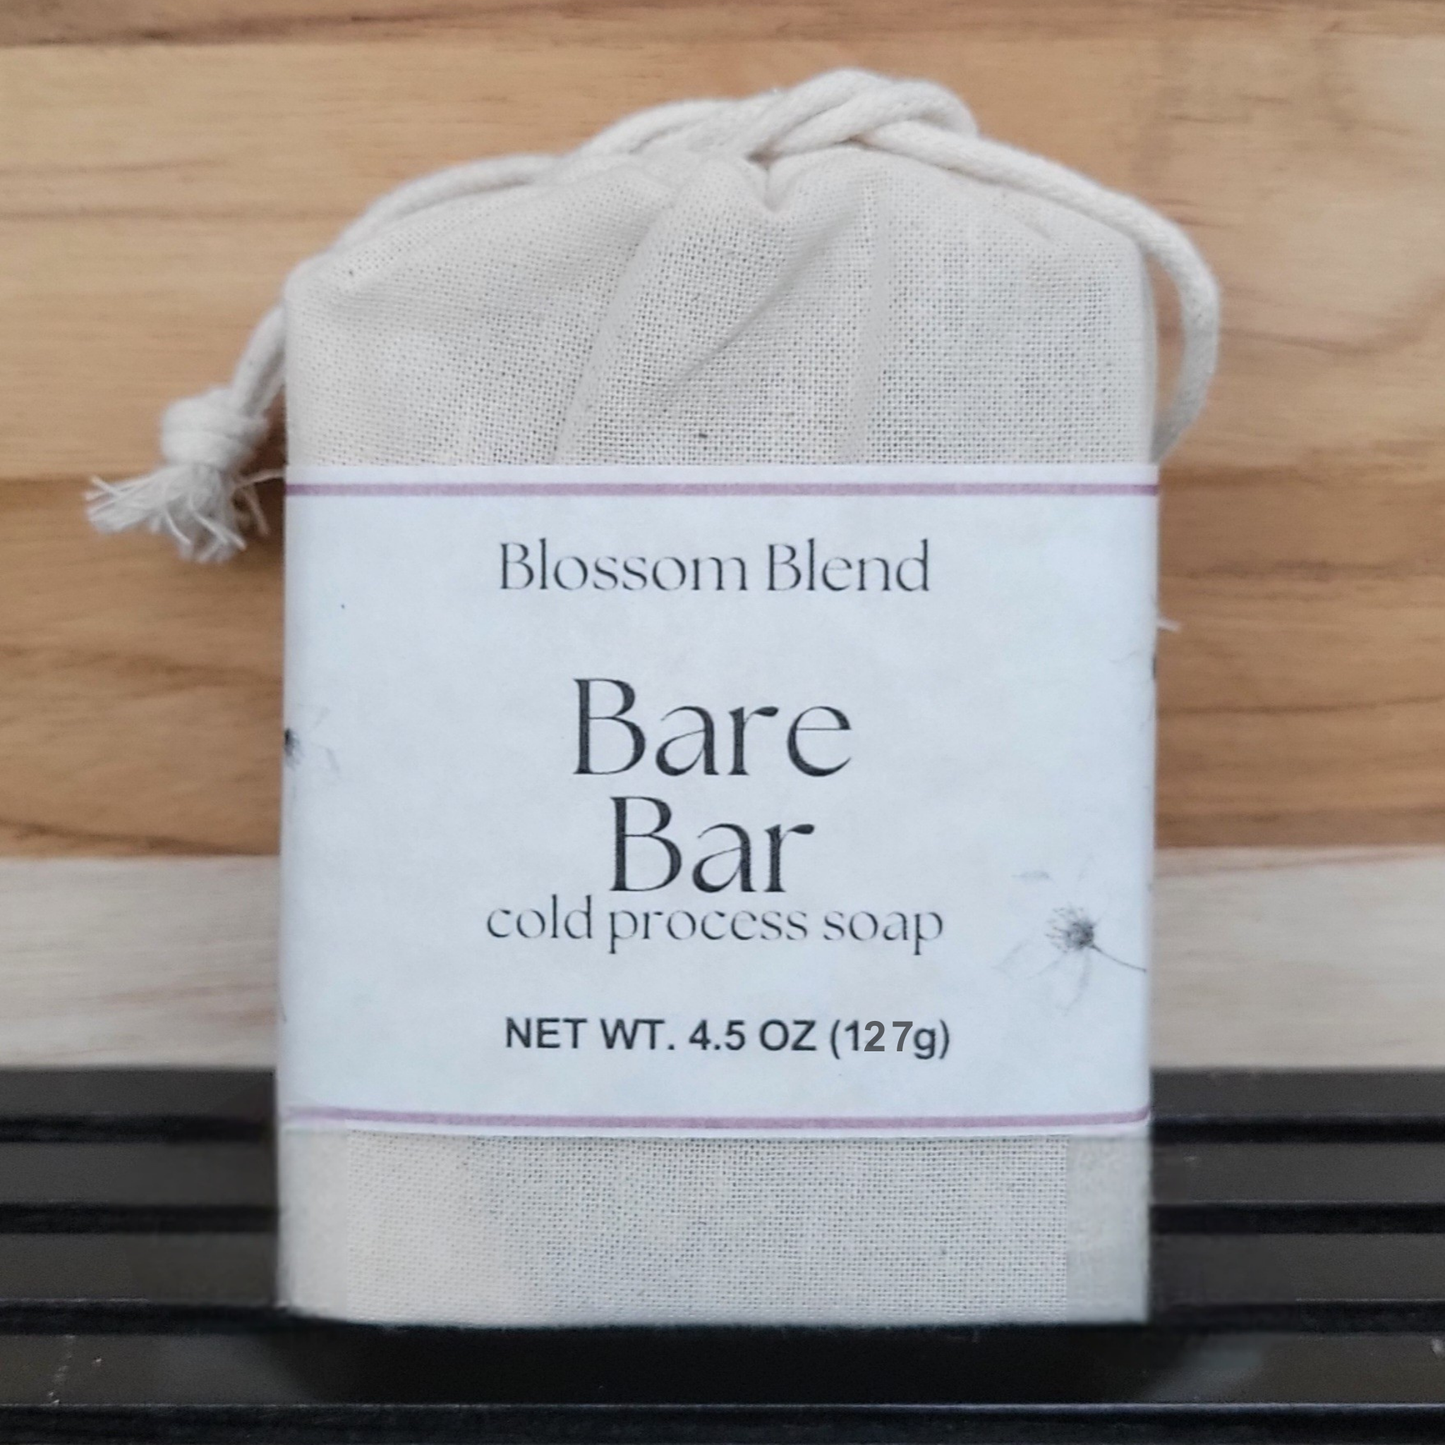 Blossom Blend
Bare
Bar
cold process soap
NET WT. 4.5 OZ (127g)